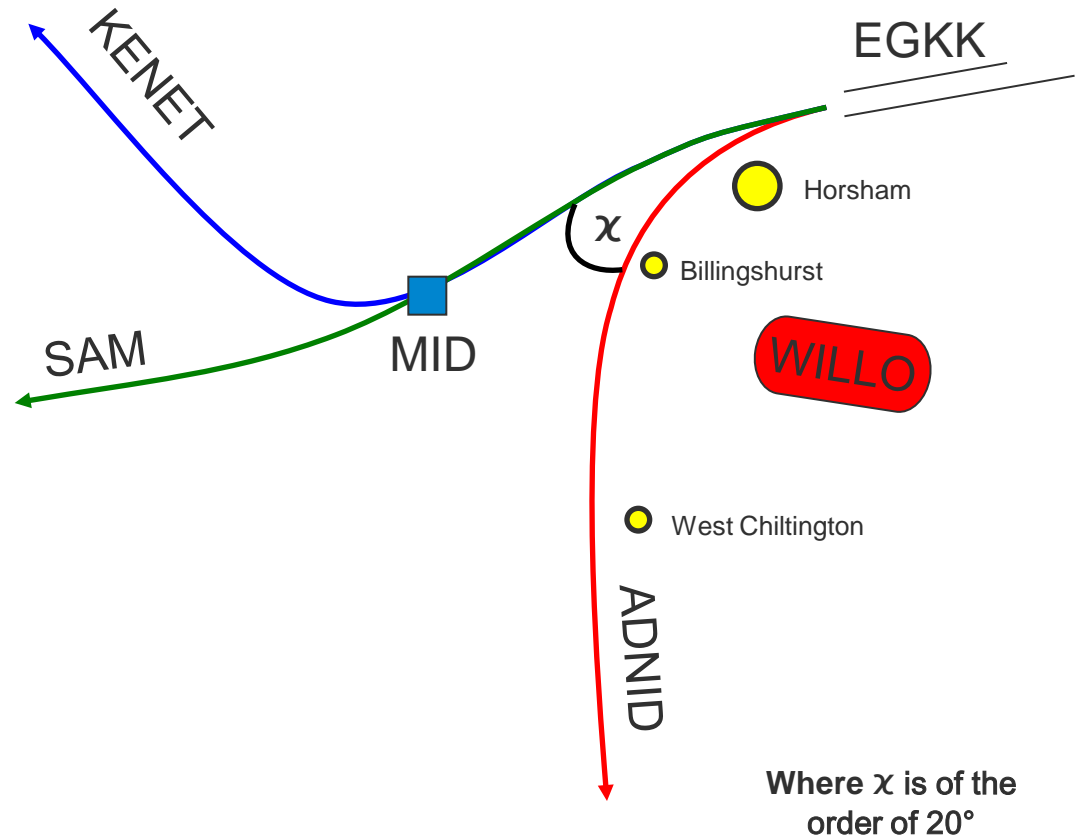 KENET
EGKK
Horsham
χ
Billingshurst
SAM
MID
WILLO
West Chiltington
ADNID
Where χ is of the
order of 20°